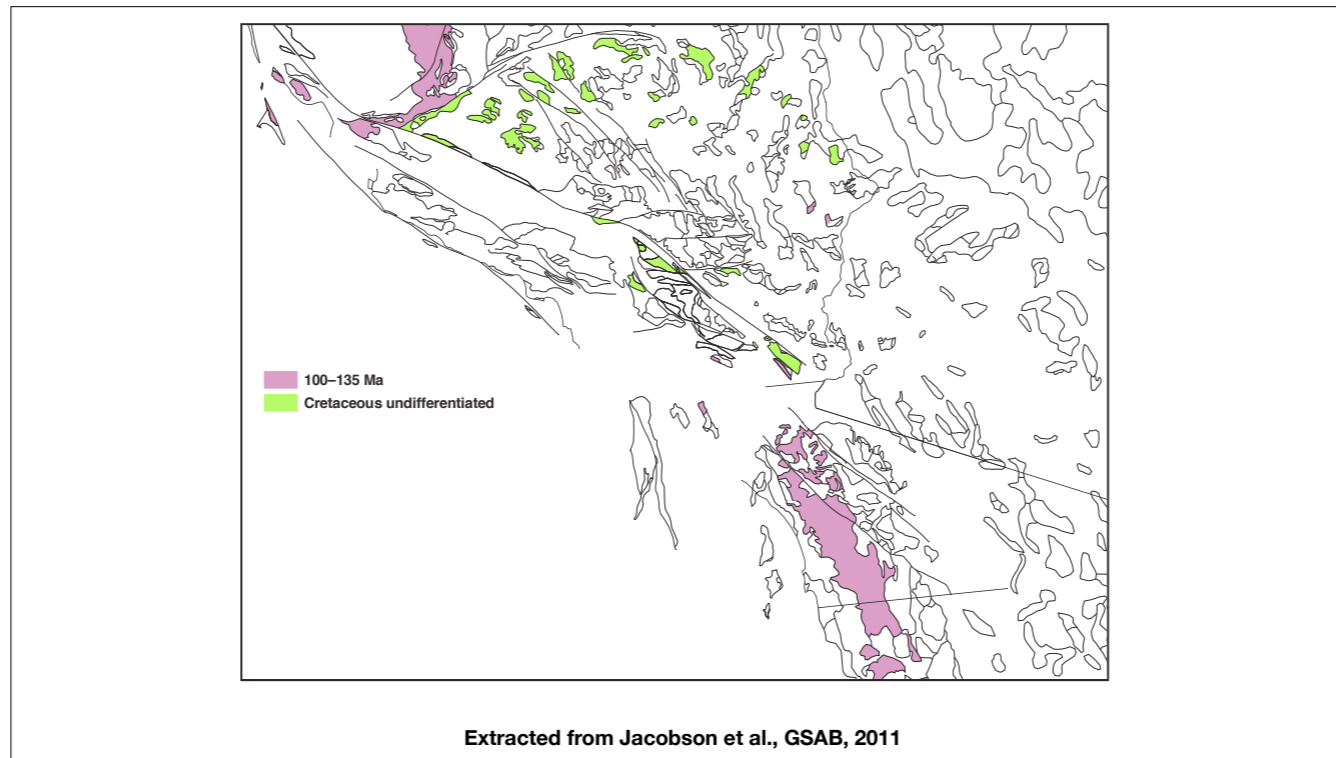 100–135 Ma
Cretaceous undifferentiated
Extracted from Jacobson et al., GSAB, 2011